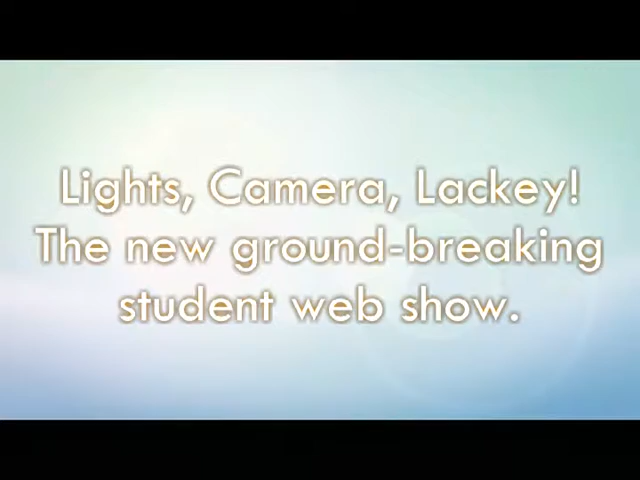 Lights, Camera, Lackey!
The new ground-breaking
student web show.